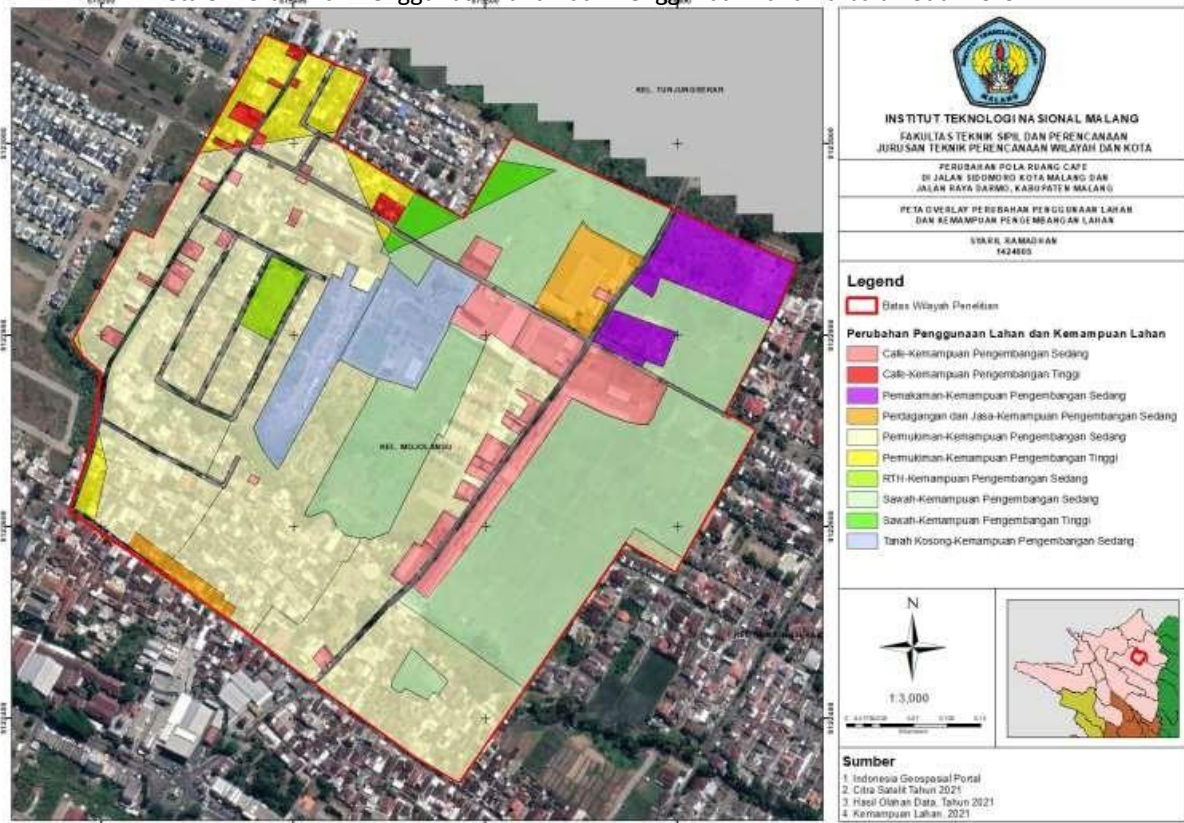 KEL. TUNJUNGSEKAR
KEL. MOJOLANGU
INSTITUT TEKNOLOGI NASIONAL MALANG
FAKULTAS TEKNIK SIPIL DAN PERENCANAAN
JURUSAN TEKNIK PERENCANAAN WILAYAH DAN KOTA
PERUBAHAN POLA RUANG CAFE
DI JALAN SIDOMORO KOTA MALANG DAN
JALAN RAYA DARMO, KABUPATEN MALANG
PETA OVERLAY PERUBAHAN PENGGUNAAN LAHAN
DAN KEMAMPUAN PENGEMBANGAN LAHAN
SYARIL RAMADHAN
Legend
Batas Wilayah Penelitian
Perubahan Penggunaan Lahan dan Kemampuan Lahan
Cafe-Kemampuan Pengembangan Sedang
Cafe-Kemampuan Pengembangan Tinggi
Pemakaman-Kemampuan Pengembangan Sedang
Perdagangan dan Jasa-Kemampuan Pengembangan Sedang
Permukiman-Kemampuan Pengembangan Sedang
Permukiman-Kemampuan Pengembangan Tinggi
RTH-Kemampuan Pengembangan Sedang
Sawah-Kemampuan Pengembangan Sedang
Sawah-Kemampuan Pengembangan Tinggi
Tanah Kosong-Kemampuan Pengembangan Sedang
N
1:3,000
Sumber
1. Indonesia Geospasial Portal
2. Citra Satelit Tahun 2021
3. Hasil Olahan Data, Tahun 2021
4. Kemampuan Lahan, 2021